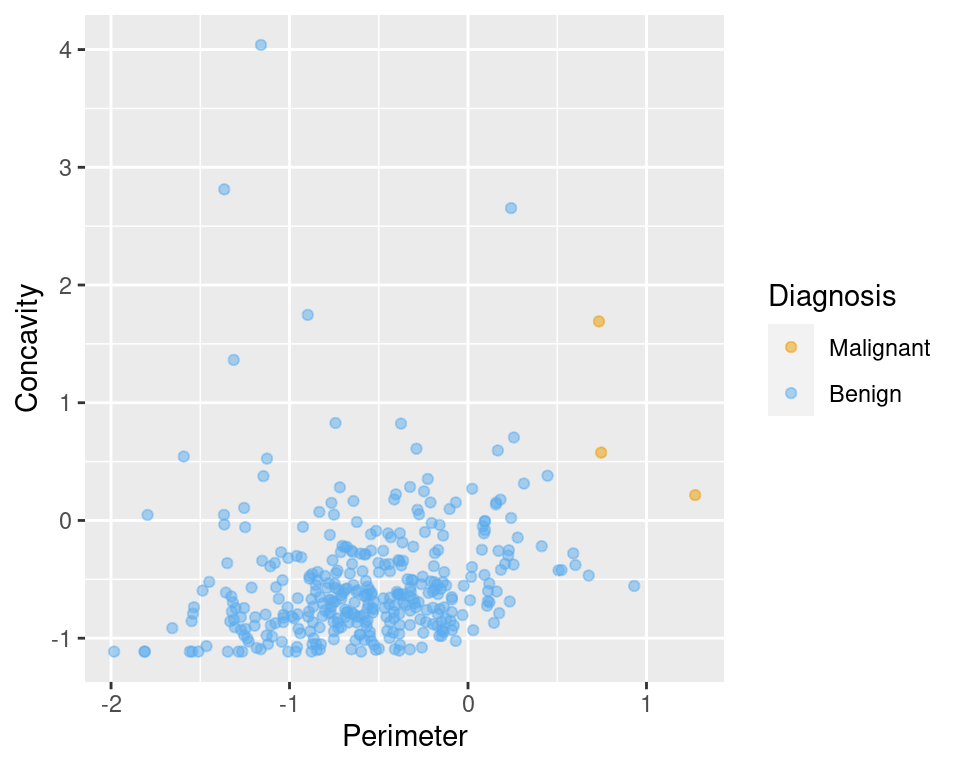 4
3
2
1
0
-1
-2
-1
0
1
Perimeter
Concavity
Diagnosis
Malignant
Benign